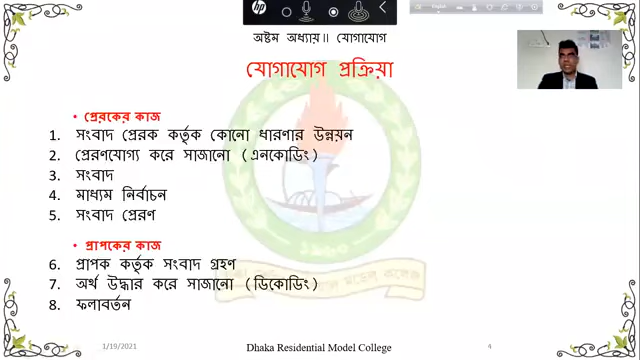 hp
English
অষ্টম অধ্যায়॥ যোগাযোগ
যোগাযোগ প্রক্রিয়া
• প্রেরকের কাজ
1. সংবাদ প্রেরক কর্তৃক কোনো ধারণার উন্নয়ন
2. প্রেরণযোগ্য করে সাজানো (এনকোডিং)
3. সংবাদ
4. মাধ্যম নির্বাচন
5. সংবাদ প্রেরণ
• প্রাপকের কাজ
6. প্রাপক কর্তৃক সংবাদ গ্রহণ
7. অর্থ উদ্ধার করে সাজানো (ডিকোডিং)
8. ফলাবর্তন
1/19/2021
Dhaka Residential Model College
4